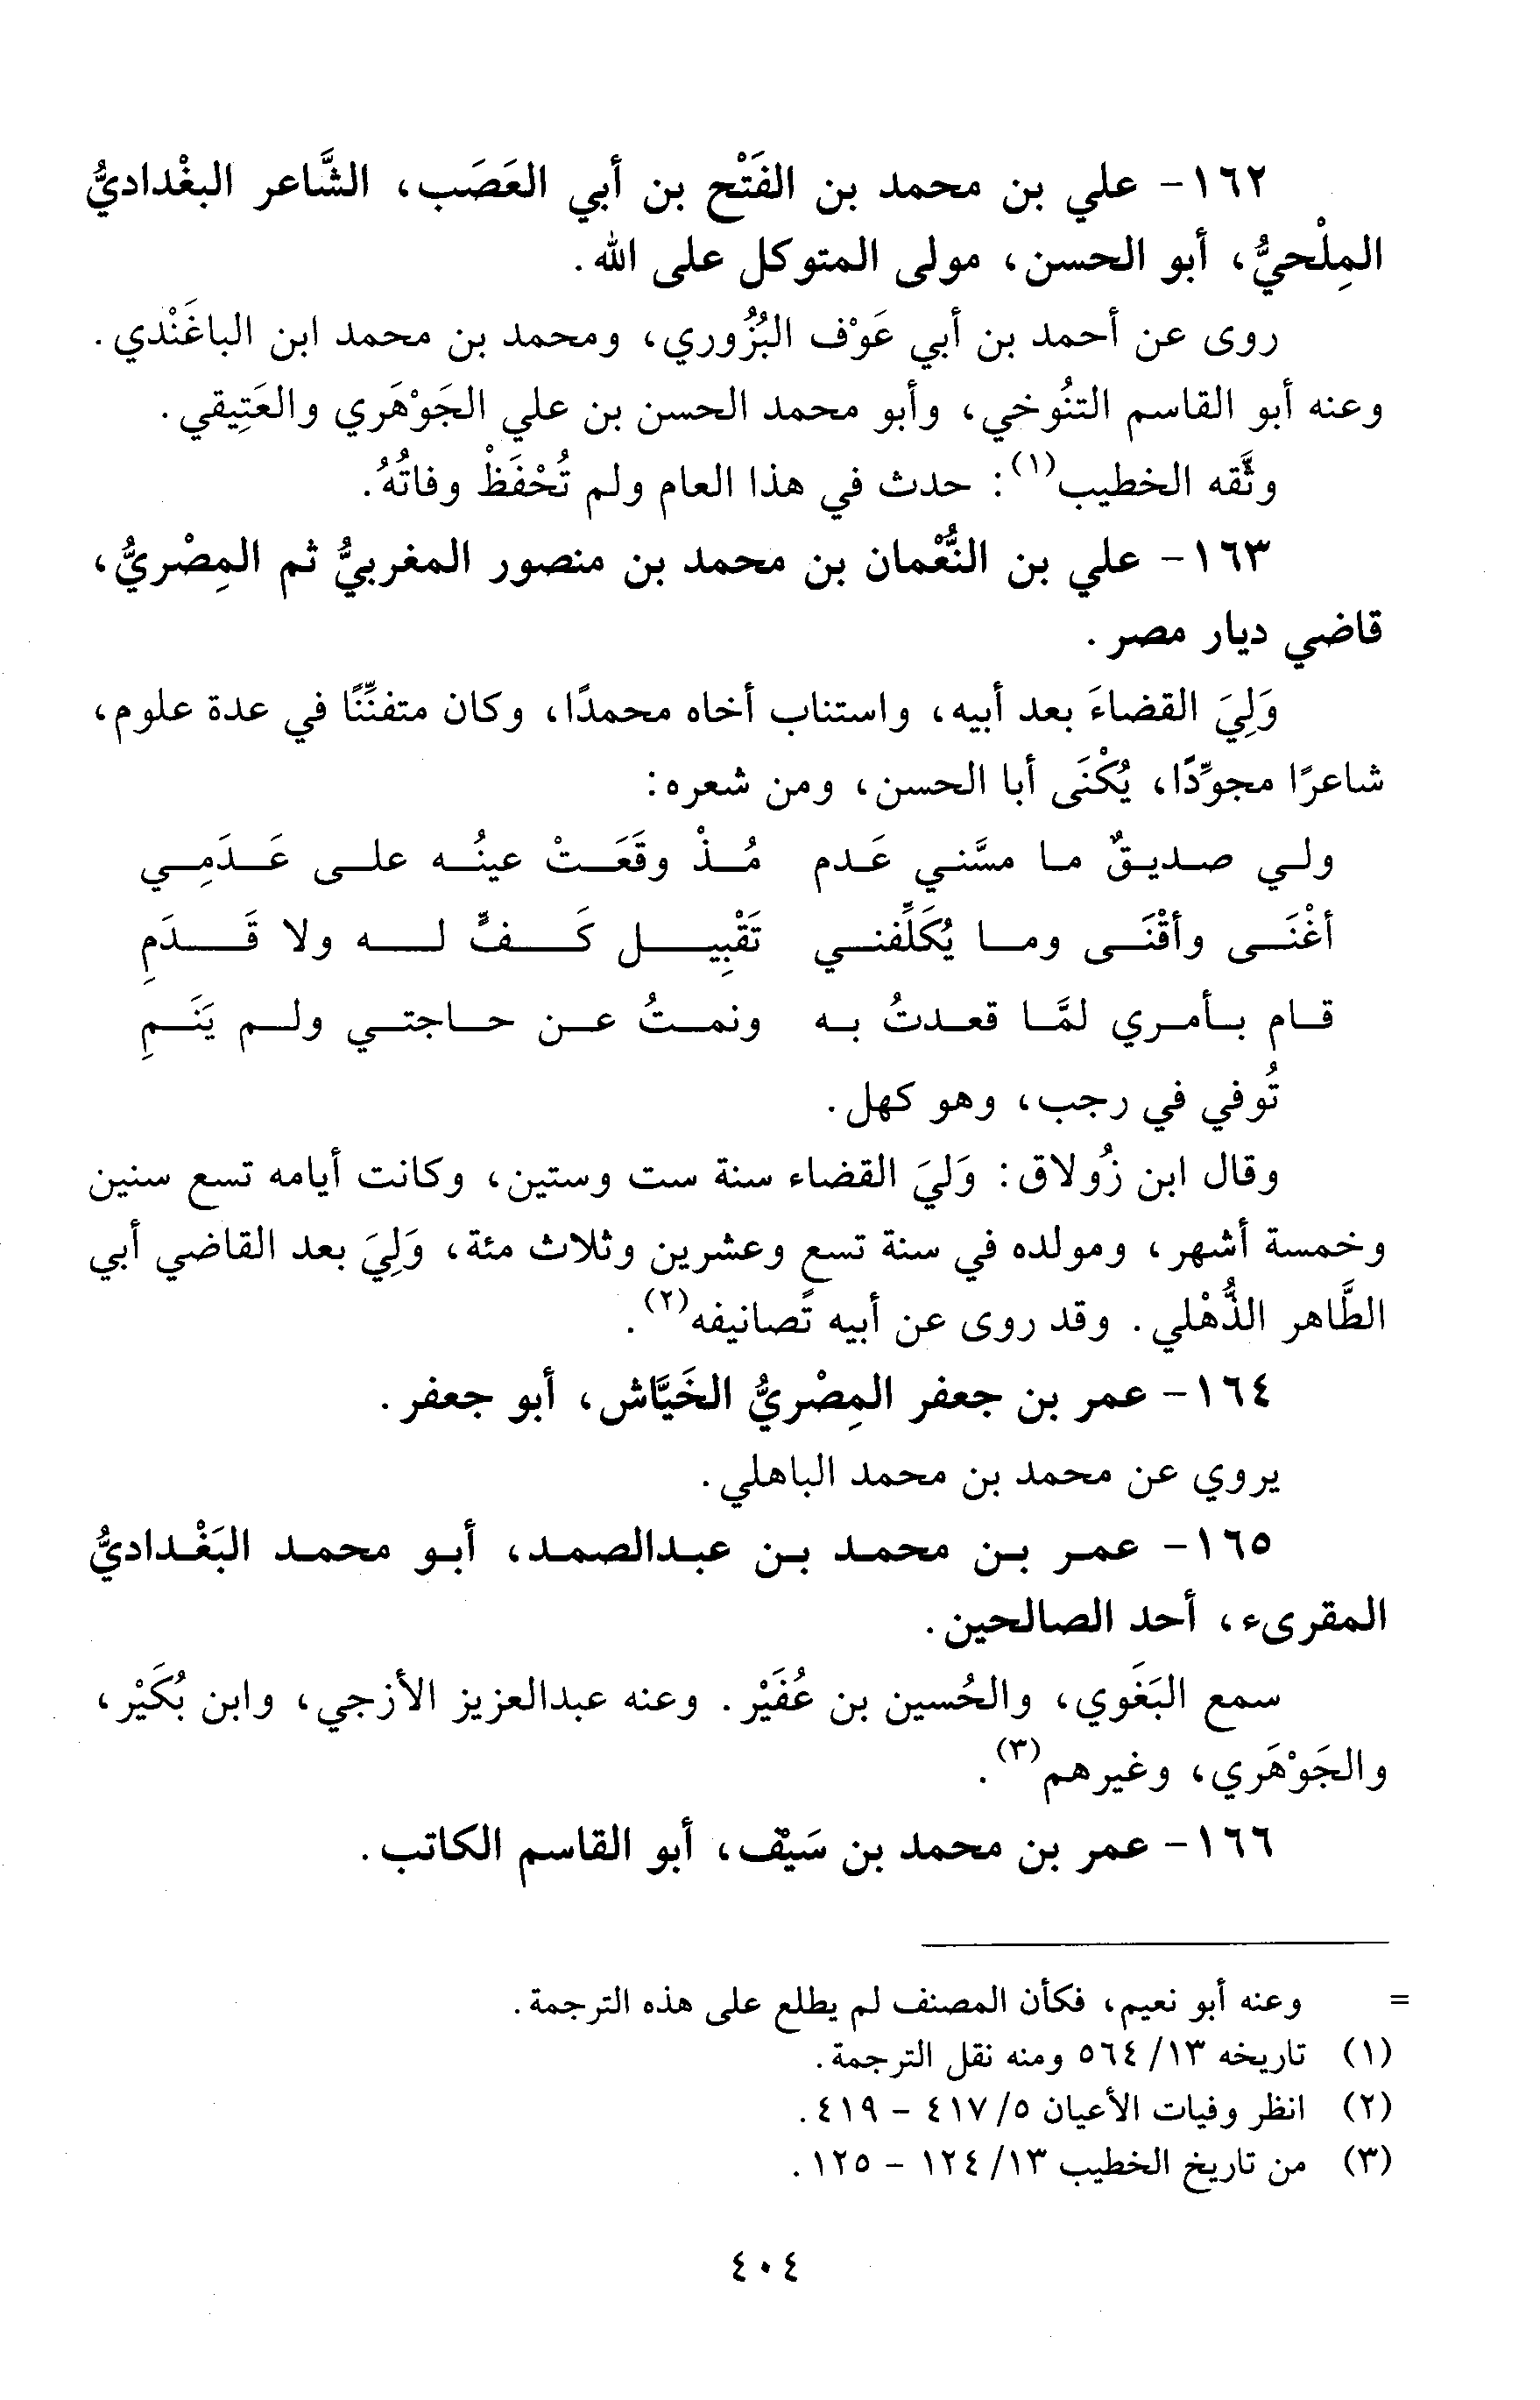 ١٦٢- علي بن محمد بن الفَتْح بن أبي العَصَب، الشَّاعر البغْداديُّ
المِلْحيُّ، أبو الحسن، مولى المتوكل على الله.
روى عن أحمد بن أبي عَوْف البُزُوري، ومحمد بن محمد ابن الباغَنْدي.
وعنه أبو القاسم التنُوخي، وأبو محمد الحسن بن علي الجَوْهَري والعَتِيقي.
وثَّقه الخطيب(١): حدث في هذا العام ولم تُحْفَظْ وفاتُهُ.
١٦٣- علي بن النُّعْمان بن محمد بن منصور المغربيُّ ثم المِصْريُّ،
قاضي ديار مصر.
وَلِيَ القضاءَ بعد أبيه، واستناب أخاه محمدًا، وكان متفنِّنًا في عدة علوم،
شاعرًا مجوِّدًا، يُكْنَى أبا الحسن، ومن شعره:
ولي صديقٌ ما مسَّني عَدم مُذْ وقَعَتْ عينُه على عَدَمِي
أغْنَى وأقْنَى وما يُكَلِّفني تَقْبِيل كَفٍّ له ولا قَدَمِ
قام بأمري لمَّا قعدتُ به ونمتُ عن حاجتي ولم يَنَمِ
تُوفي في رجب، وهو كهل.
وقال ابن زُولاق: وَليَ القضاء سنة ست وستين، وكانت أيامه تسع سنين
وخمسة أشهر، ومولده في سنة تسع وعشرين وثلاث مئة، وَلِيَ بعد القاضي أبي
الطَّاهر الذُّهْلي. وقد روى عن أبيه تَصانيفه(٢).
١٦٤- عمر بن جعفر المِصْريُّ الخَيَّاش، أبو جعفر.
يروي عن محمد بن محمد الباهلي.
١٦٥- عمر بن محمد بن عبدالصمد، أبو محمد البَغْداديُّ
المقرىء، أحد الصالحين.
سمع البَغَوي، والحُسين بن عُفَيْر. وعنه عبدالعزيز الأزجي، وابن بُكَيْر،
والجَوْهَري، وغيرهم(٣).
١٦٦- عمر بن محمد بن سَيْف، أبو القاسم الكاتب.
= وعنه أبو نعيم، فكأن المصنف لم يطلع على هذه الترجمة.
(١) تاريخه ١٣/ ٥٦٤ ومنه نقل الترجمة.
(٢) انظر وفيات الأعيان ٥/ ٤١٧ - ٤١٩.
(٣) من تاريخ الخطيب ١٣/ ١٢٤ - ١٢٥.
٤٠٤